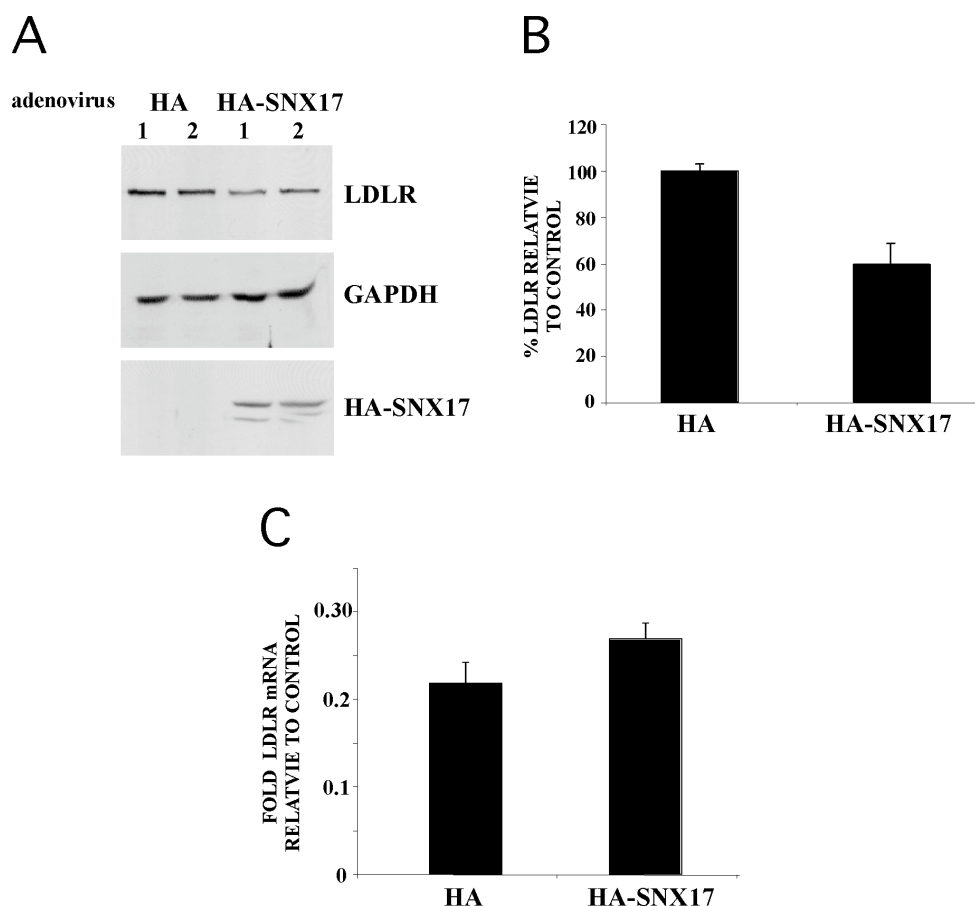 A
adenovirus HA HA-SNX17
1 2 1 2
LDLR
GAPDH
HA-SNX17
B
% LDLR RELATVIE
TO CONTROL
120
100
80
60
40
20
0
HA HA-SNX17
C
FOLD LDLR mRNA
RELATVIE TO CONTROL
0.30
0.2
0.1
0
HA HA-SNX17